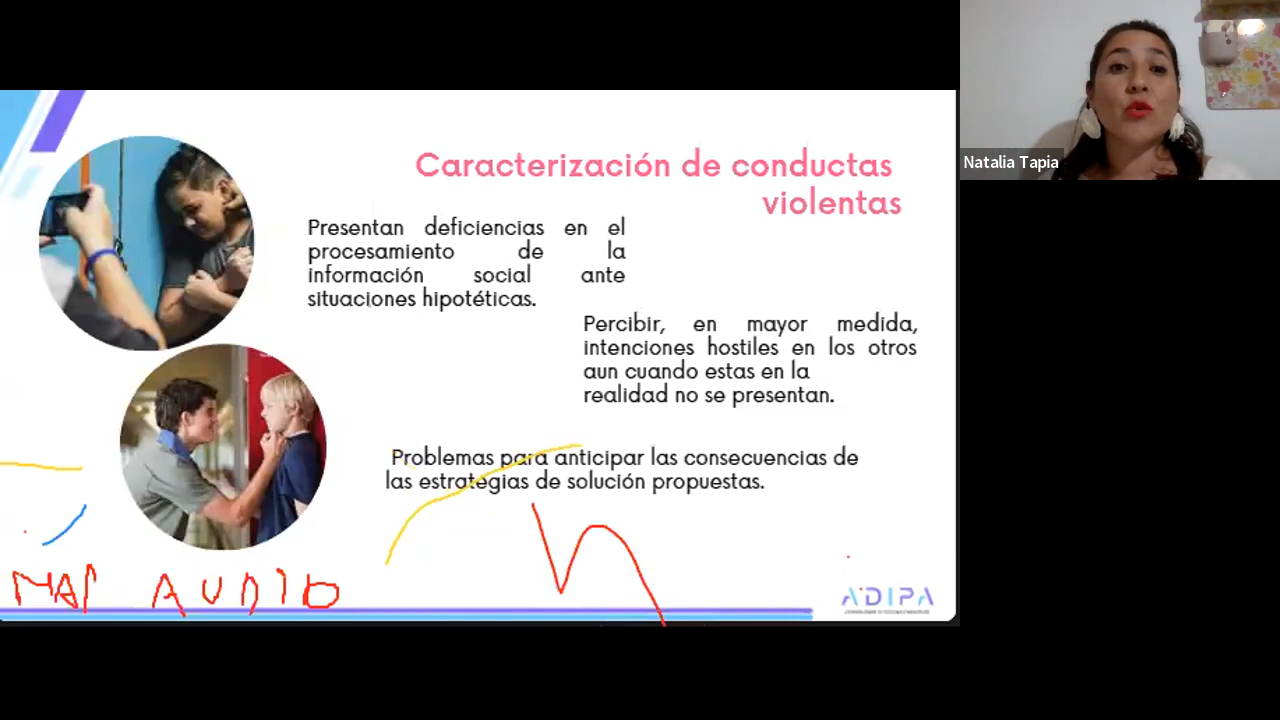 Natalia Tapia
Caracterización de conductas
violentas
Presentan deficiencias en el
procesamiento de la
información social ante
situaciones hipotéticas.
Percibir, en mayor medida,
intenciones hostiles en los otros
aun cuando estas en la
realidad no se presentan.
Problemas para anticipar las consecuencias de
las estrategias de solución propuestas.
AUDIO
ADIPA